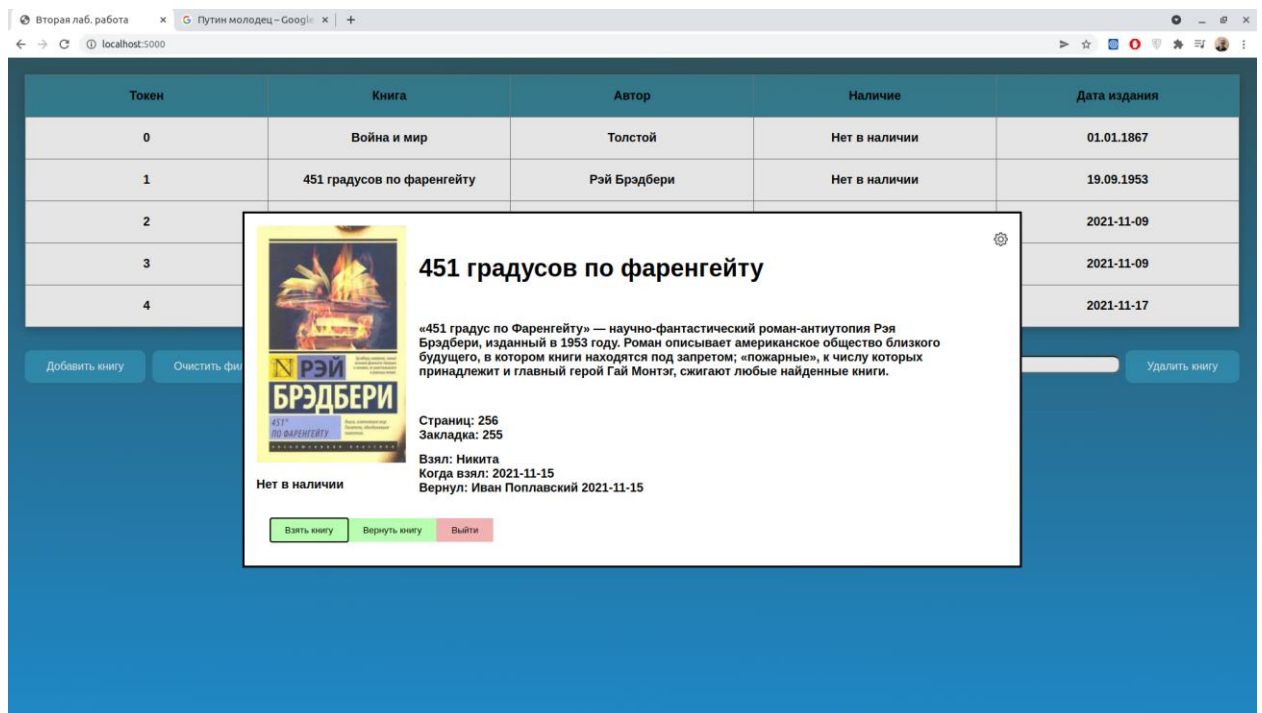 Вторая лаб. работа
Путин молодец – Googl
localhost:5000
Токен Книга Автор Наличие Дата издания
0 Война и мир Толстой Нет в наличии 01.01.1867
1 451 градусов по фаренгейту Рэй Брэдбери Нет в наличии 19.09.1953
2 2021-11-09
3 2021-11-09
4 2021-11-17
451 градусов по фаренгейту
«451 градус по Фаренгейту» — научно-фантастический роман-антиутопия Рэя
Брэдбери, изданный в 1953 году. Роман описывает американское общество близкого
будущего, в котором книги находятся под запретом; «пожарные», к числу которых
принадлежит и главный герой Гай Монтэг, сжигают любые найденные книги.
N РЭЙ
БРЭДБЕРИ
451°
ПО ФАРЕНГЕЙТУ
Страниц: 256
Закладка: 255
Взял: Никита
Когда взял: 2021-11-15
Вернул: Иван Поплавский 2021-11-15
Нет в наличии
Взять книгу Вернуть книгу Выйти
Добавить книгу Очистить фи Удалить книгу